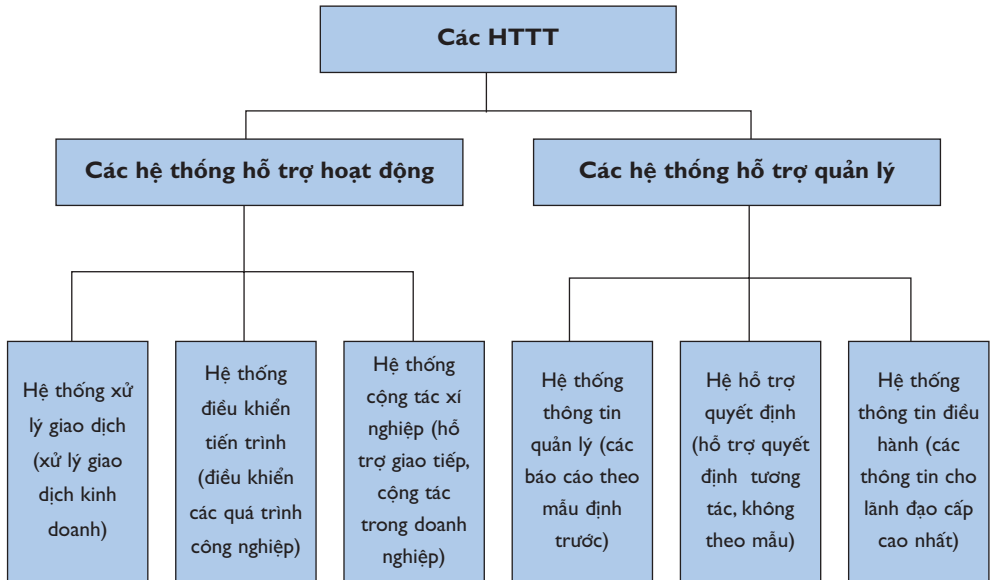 Các HTTT
Các hệ thống hỗ trợ hoạt động
Các hệ thống hỗ trợ quản lý
Hệ thống xử
lý giao dịch
(xử lý giao
dịch kinh
doanh)
Hệ thống
điều khiển
tiến trình
(điều khiển
các quá trình
công nghiệp)
Hệ thống
cộng tác xí
nghiệp (hỗ
trợ giao tiếp,
cộng tác
trong doanh
nghiệp)
Hệ thống
thông tin
quản lý (các
báo cáo theo
mẫu định
trước)
Hệ hỗ trợ
quyết định
(hỗ trợ quyết
định tương
tác, không
theo mẫu)
Hệ thống
thông tin điều
hành (các
thông tin cho
lãnh đạo cấp
cao nhất)